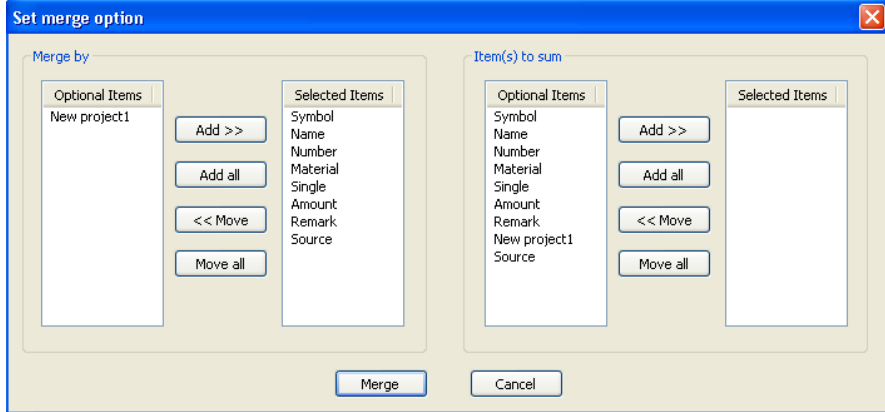 Set merge option
Merge by
Optional Items
New project1
Add >>
Add all
<< Move
Move all
Selected Items
Symbol
Name
Number
Material
Single
Amount
Remark
Source
Item(s) to sum
Optional Items
Symbol
Name
Number
Material
Single
Amount
Remark
New project1
Source
Add >>
Add all
<< Move
Move all
Selected Items
Merge
Cancel